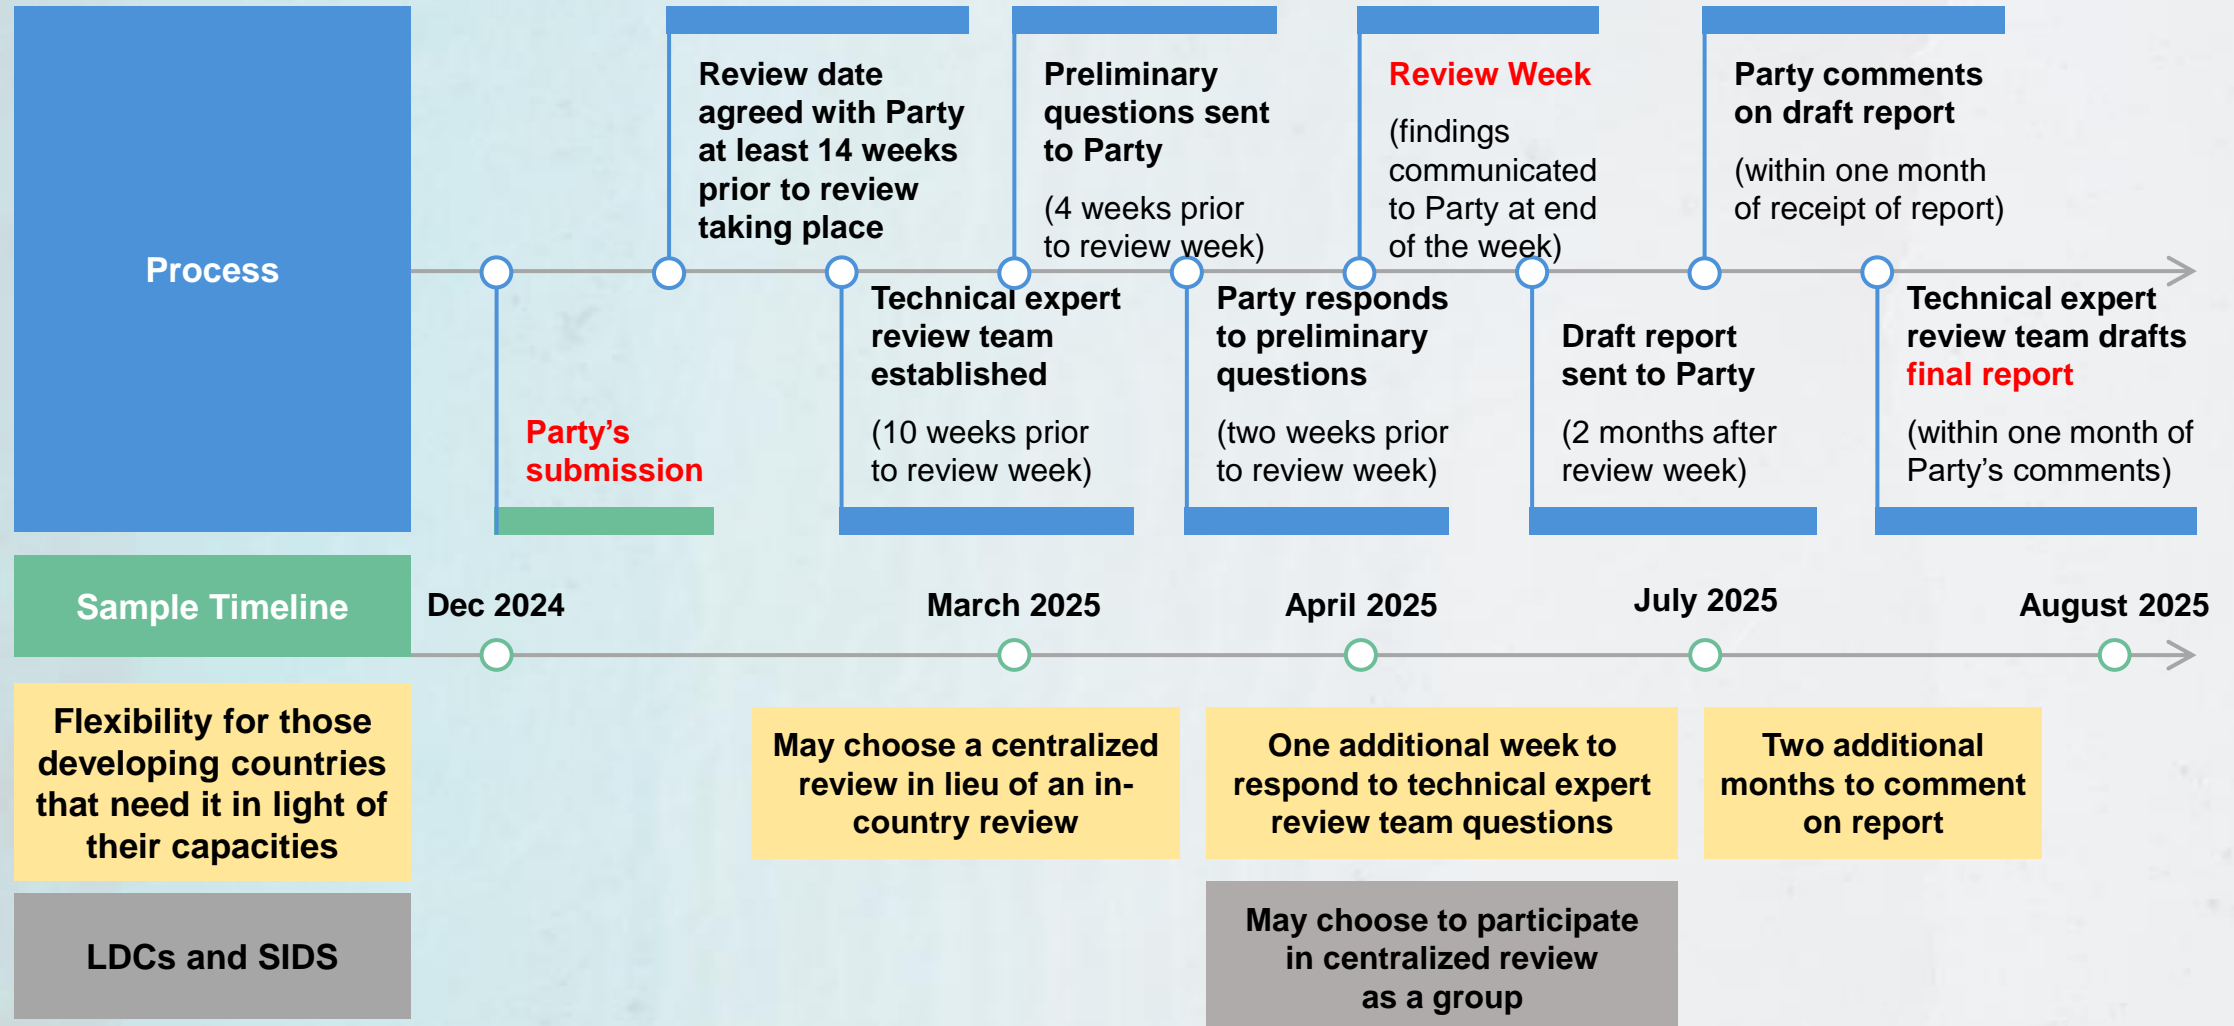 Process
Review date
agreed with Party
at least 14 weeks
prior to review
taking place
Preliminary
questions sent
to Party
(4 weeks prior
to review week)
Review Week
(findings
communicated
to Party at end
of the week)
Party comments
on draft report
(within one month
of receipt of report)
Party’s
submission
Technical expert
review team
established
(10 weeks prior
to review week)
Party responds
to preliminary
questions
(two weeks prior
to review week)
Draft report
sent to Party
(2 months after
review week)
Technical expert
review team drafts
final report
(within one month of
Party’s comments)
Sample Timeline
Dec 2024
March 2025
April 2025
July 2025
August 2025
Flexibility for those
developing countries
that need it in light of
their capacities
May choose a centralized
review in lieu of an in-
country review
One additional week to
respond to technical expert
review team questions
Two additional
months to comment
on report
LDCs and SIDS
May choose to participate
in centralized review
as a group